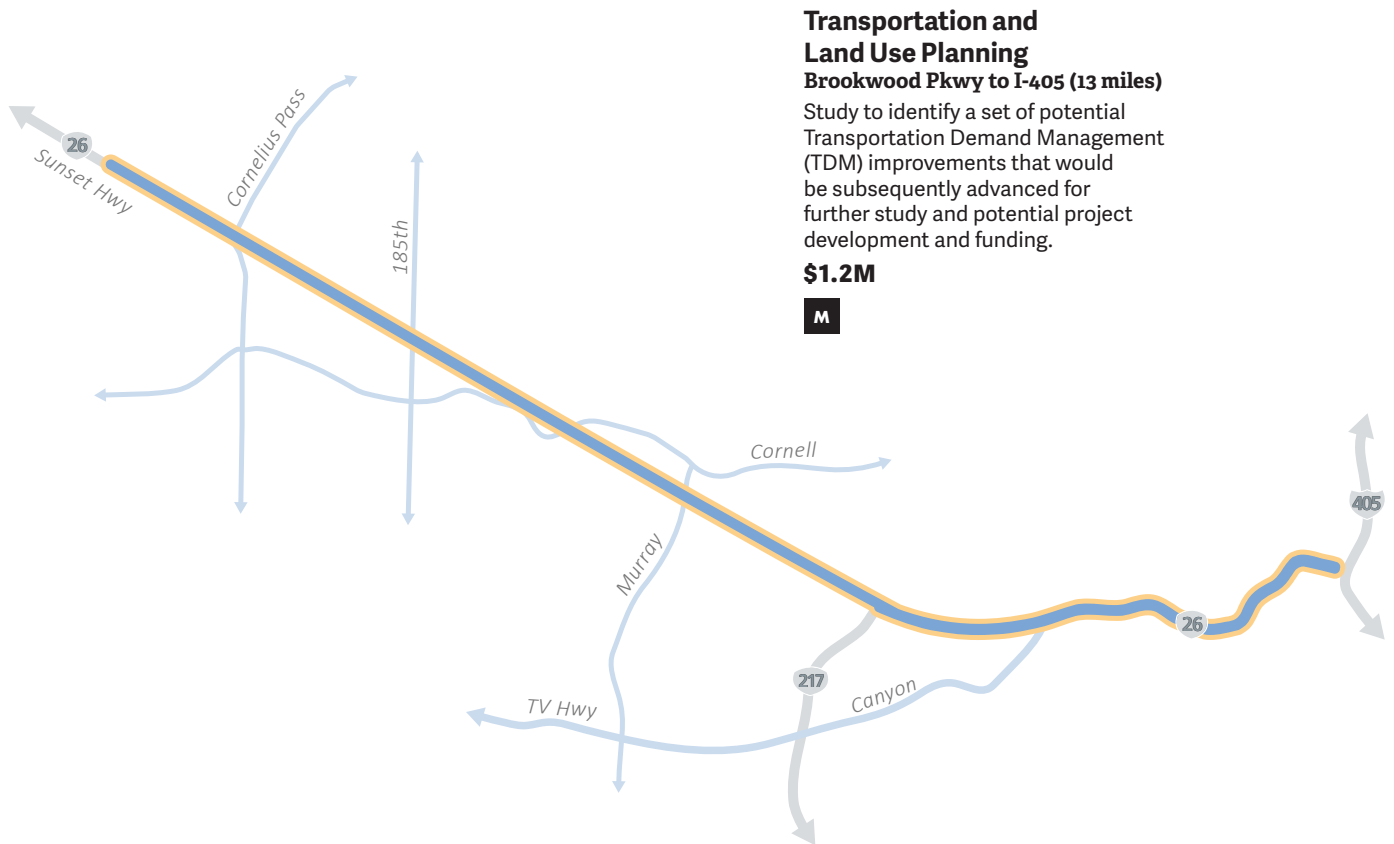 Transportation and
Land Use Planning
Brookwood Pkwy to I-405 (13 miles)
Study to identify a set of potential
Transportation Demand Management
(TDM) improvements that would
be subsequently advanced for
further study and potential project
development and funding.
$1.2M
M
26
Sunset Hwy
Cornelius Pass
185th
Cornell
405
Murray
26
217
Canyon
TV Hwy